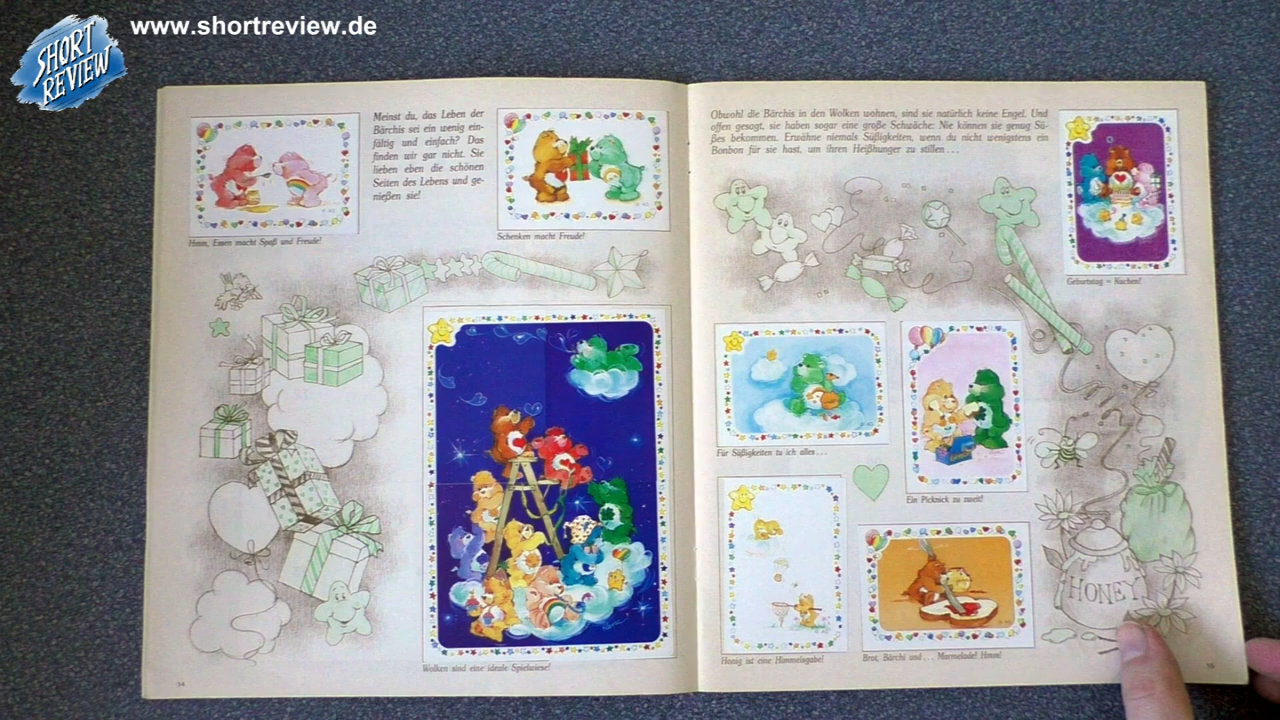 SHORT
REVIEW
www.shortreview.de
Meinst du, das Leben der
Bärchis sei ein wenig ein-
fältig und einfach? Das
finden wir gar nicht. Sie
lieben eben die schönen
Seiten des Lebens und ge-
nießen sie!
Hmm, Essen macht Spaß und Freude!
Schenken macht Freude!
Wolken sind eine ideale Spielwiese!
14
Obwohl die Bärchis in den Wolken wohnen, sind sie natürlich keine Engel. Und
offen gesagt, sie haben sogar eine große Schwäche: Nie können sie genug Sü-
ßes bekommen. Erwähne niemals Süßigkeiten, wenn du nicht wenigstens ein
Bonbon für sie hast, um ihren Heißhunger zu stillen . . .
Geburtstag = Kuchen!
Für Süßigkeiten tu ich alles . . .
Ein Picknick zu zweit!
HONEY
Honig ist eine Himmelsgabe!
Brot, Bärchi und . . . Marmelade! Hmm!
15